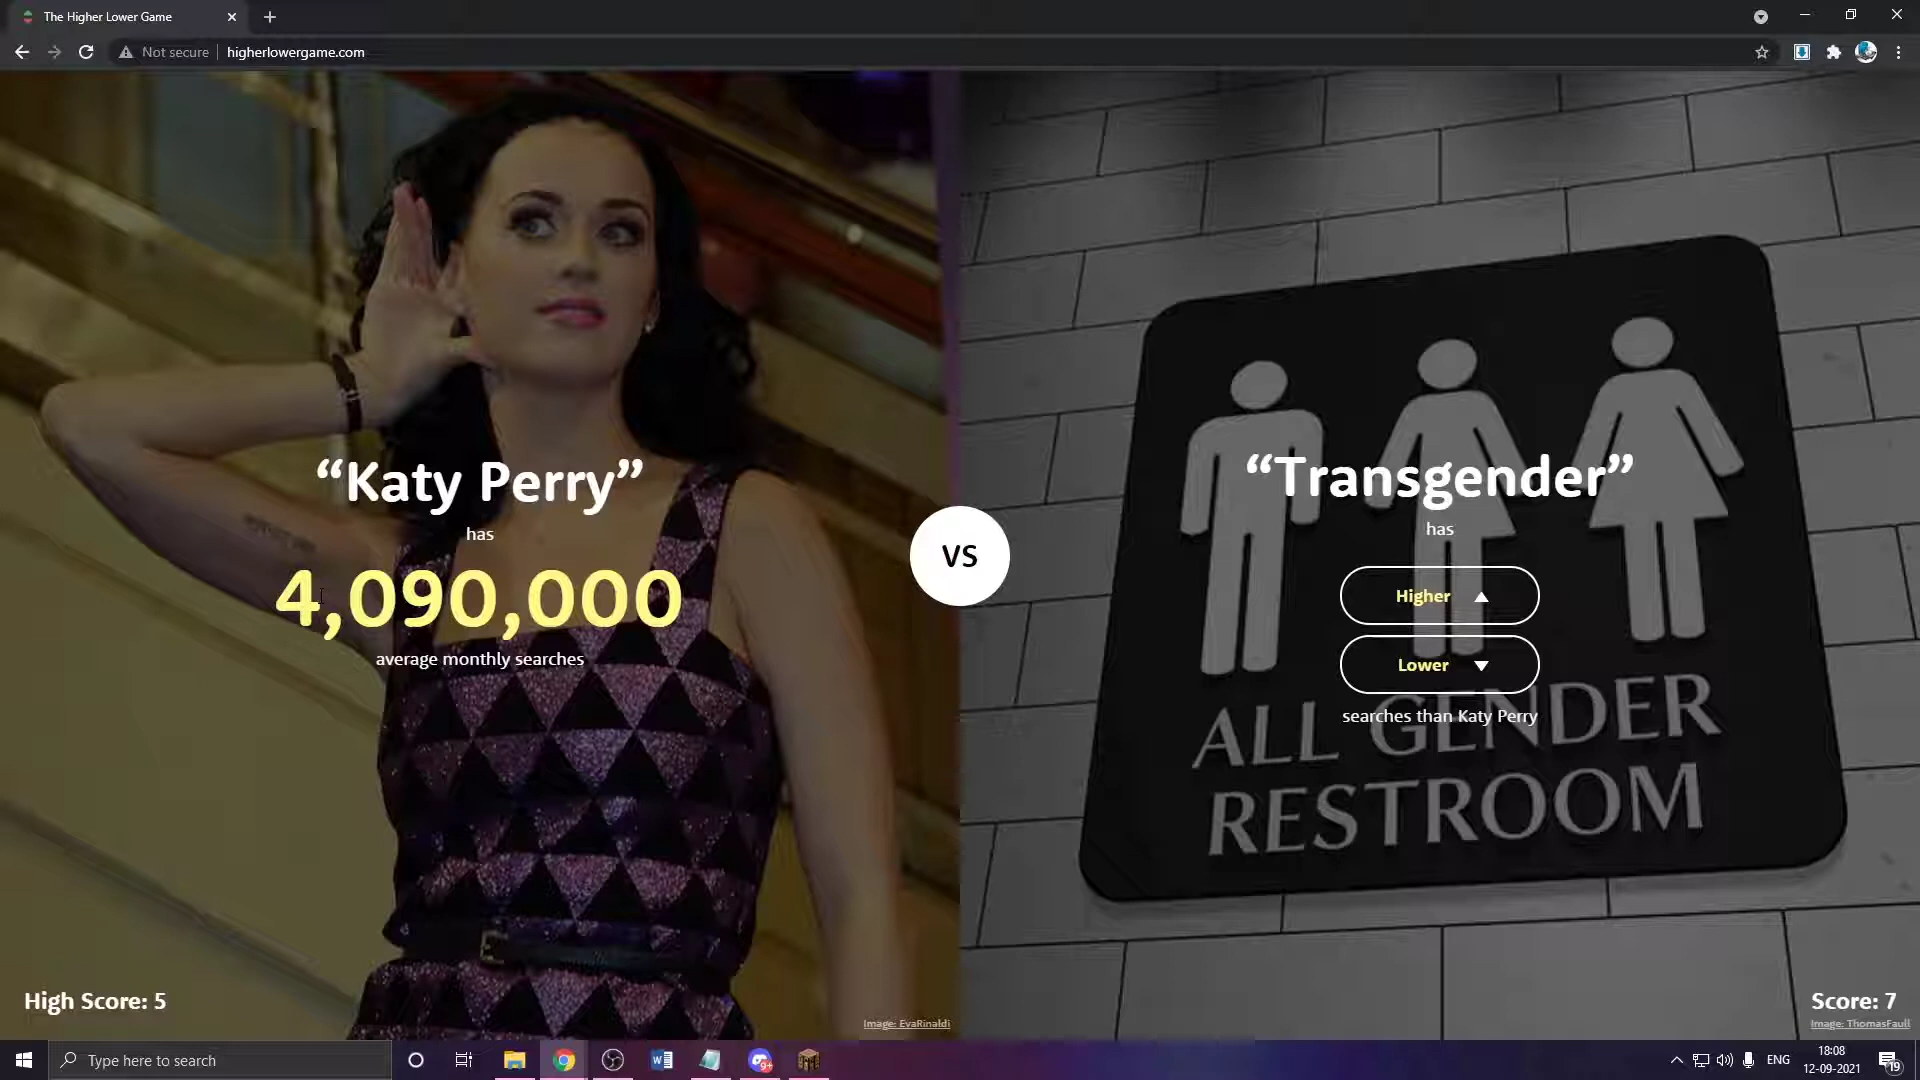 The Higher Lower Game
Not secure
higherlowergame.com
“Katy Perry”
has
4,090,000
average monthly searches
VS
“Transgender”
has
Higher
Lower
searches than Katy Perry
ALL GENDER
RESTROOM
High Score: 5
Image: EvaRinaldi
Score: 7
Image: ThomasFaull
Type here to search
9+
ENG
18:08
12-09-2021
19